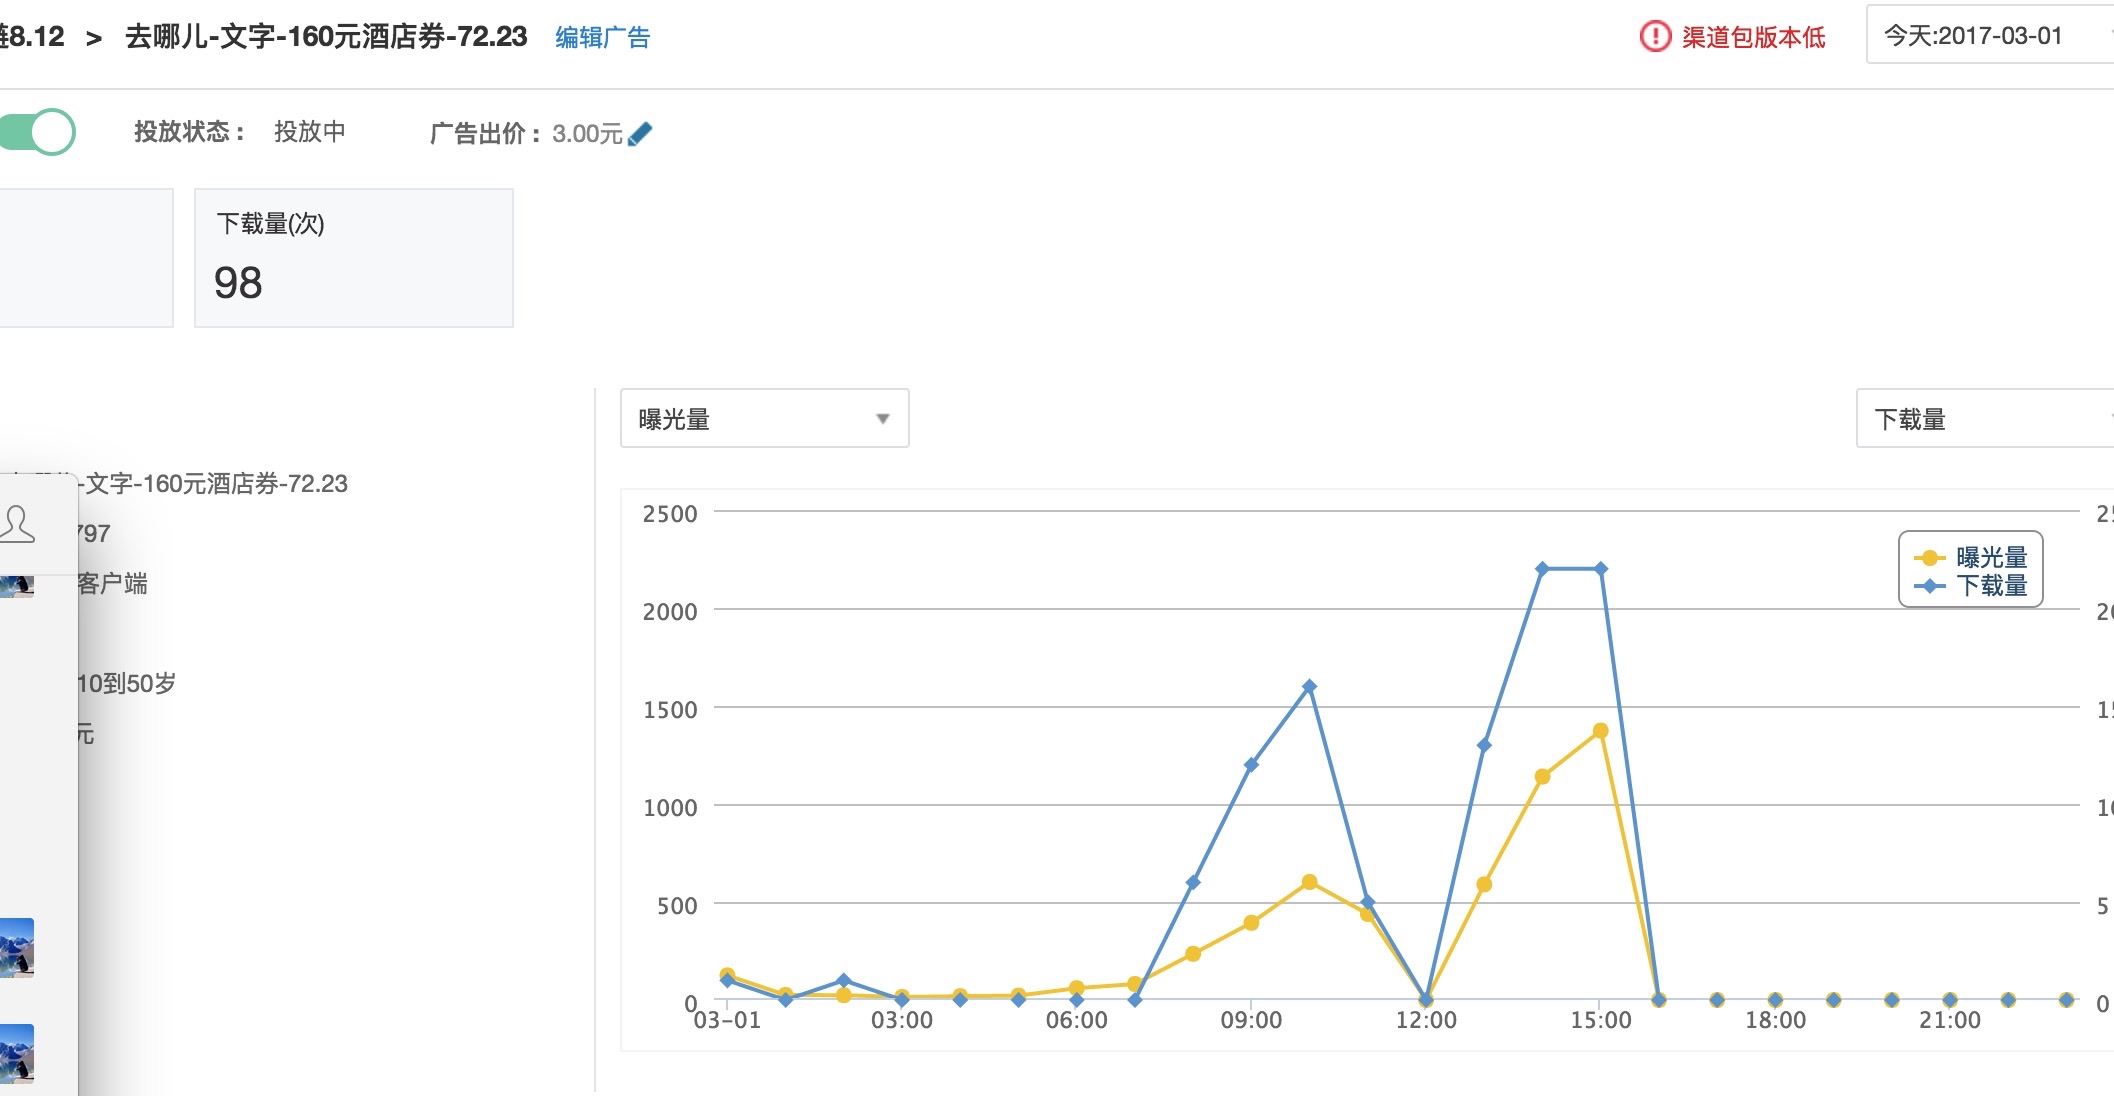 8.12 > 去哪儿-文字-160元酒店券-72.23 编辑广告 渠道包版本低 今天:2017-03-01
投放状态： 投放中 广告出价： 3.00元
下载量(次)
98
曝光量 下载量
-文字-160元酒店券-72.23
797
客户端
10到50岁
元
曝光量
下载量
2500
2000
1500
1000
500 5
0 0
03-01 03:00 06:00 09:00 12:00 15:00 18:00 21:00